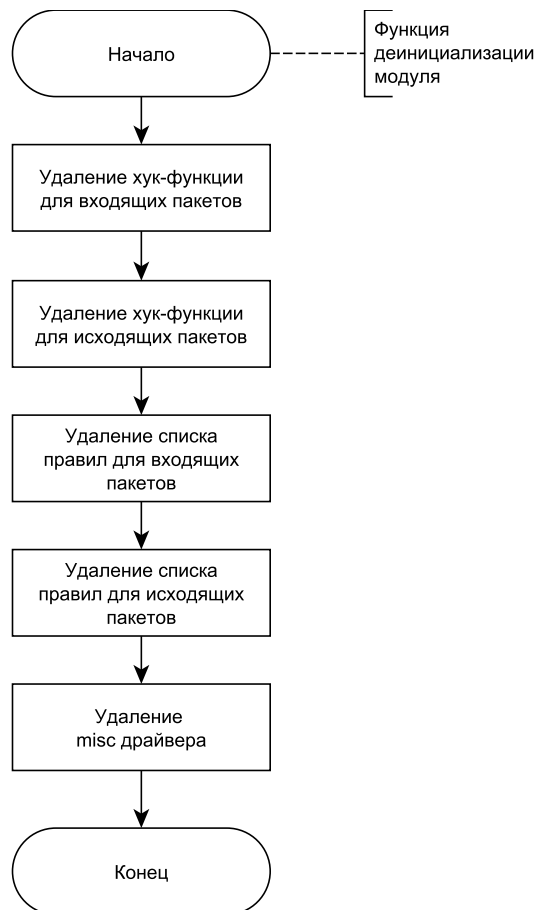 Начало
Функция
деинициализации
модуля
Удаление хук-функции
для входящих пакетов
Удаление хук-функции
для исходящих пакетов
Удаление списка
правил для входящих
пакетов
Удаление списка
правил для исходящих
пакетов
Удаление
misc драйвера
Конец